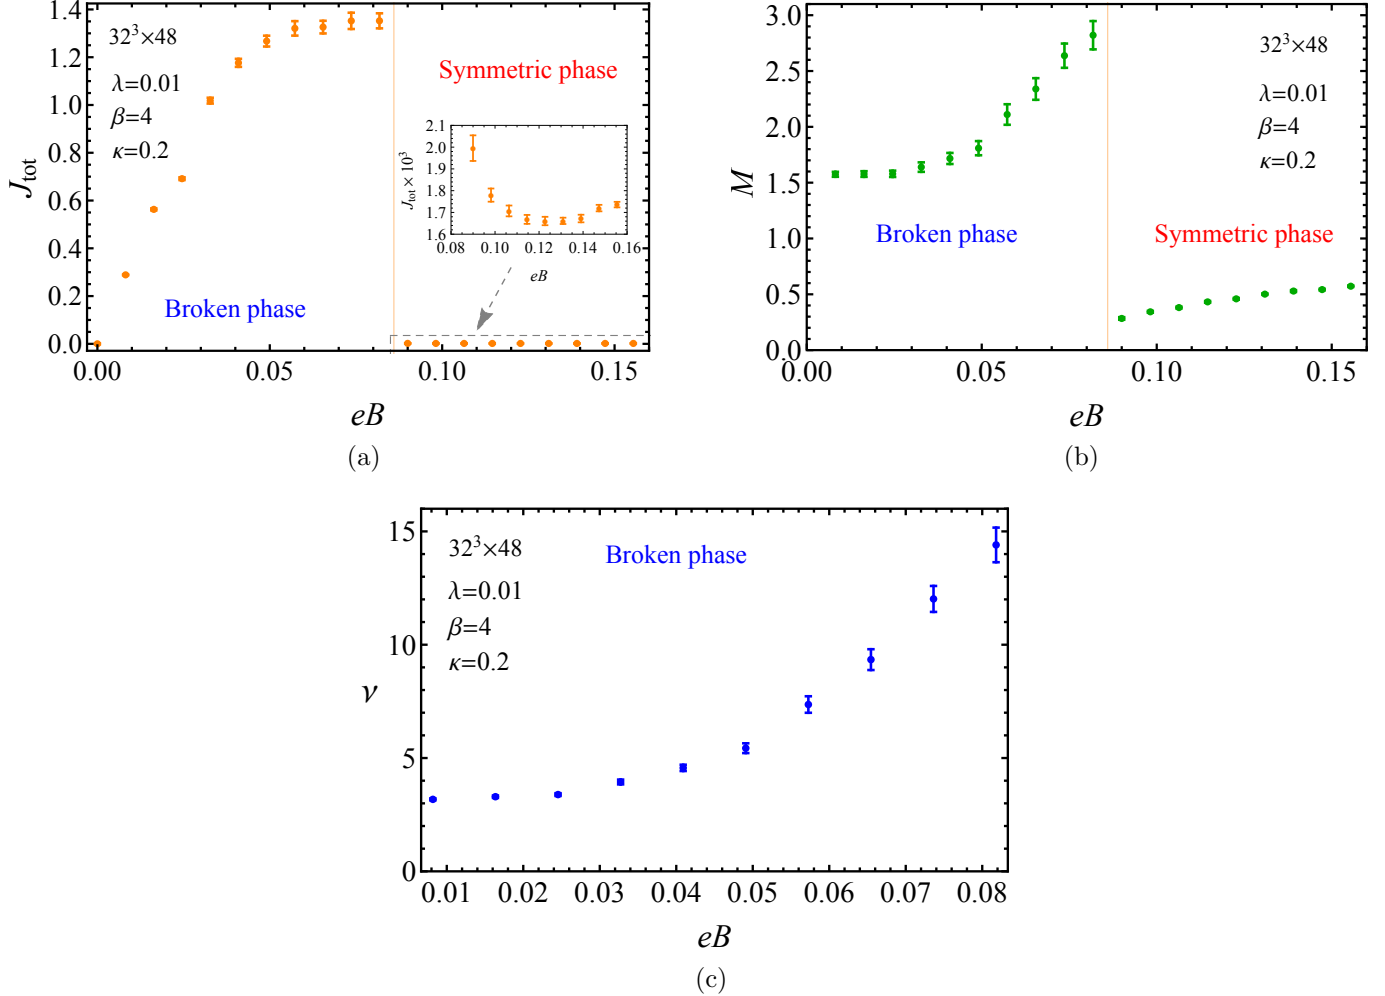 1.4
1.2
1.0
0.8
0.6
0.4
0.2
0.0
J_tot
32³×48
λ=0.01
β=4
κ=0.2
Symmetric phase
Broken phase
2.1
2.0
1.9
1.8
1.7
1.6
J_tot × 10³
0.08 0.10 0.12 0.14 0.16
eB
0.00 0.05 0.10 0.15
eB
(a)
3.0
2.5
2.0
1.5
1.0
0.5
0.0
M
32³×48
λ=0.01
β=4
κ=0.2
Broken phase
Symmetric phase
0.00 0.05 0.10 0.15
eB
(b)
15
10
5
0
ν
32³×48
λ=0.01
β=4
κ=0.2
Broken phase
0.01 0.02 0.03 0.04 0.05 0.06 0.07 0.08
eB
(c)